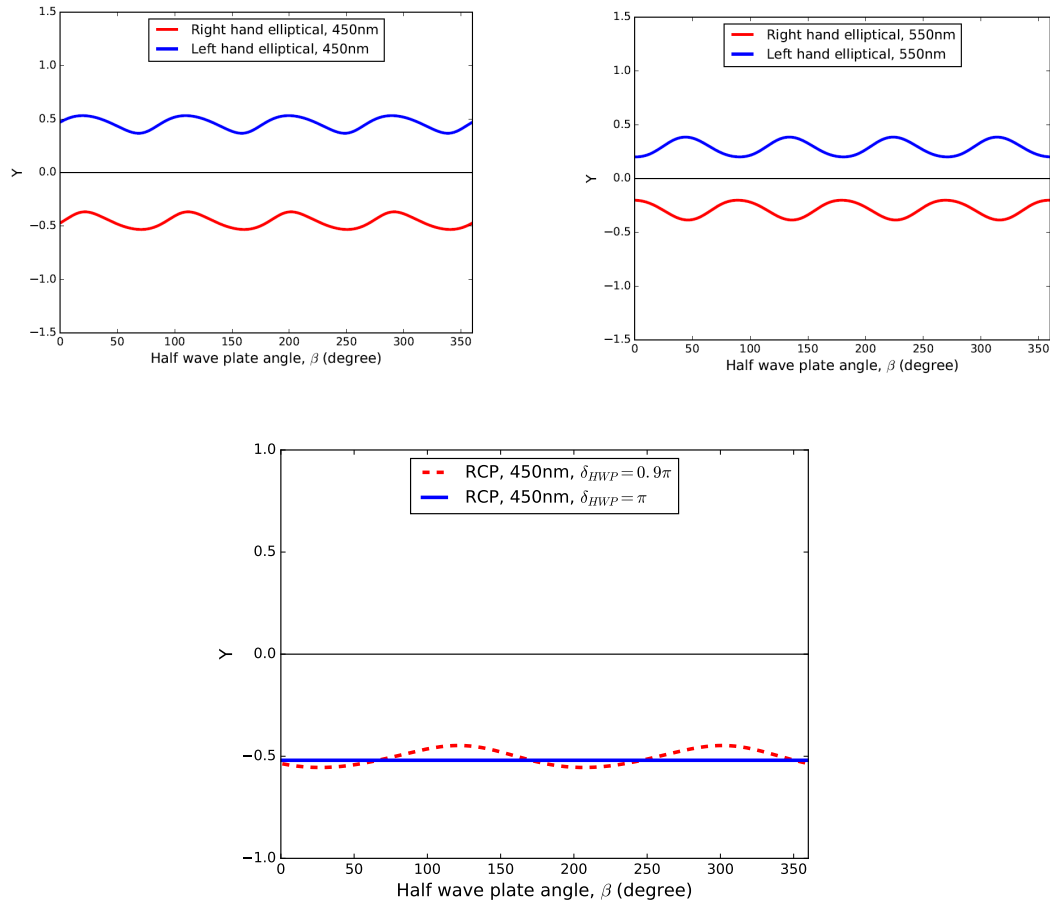 Right hand elliptical, 450nm
Left hand elliptical, 450nm
1.5
1.0
0.5
0.0
−0.5
−1.0
−1.5
Y
0 50 100 150 200 250 300 350
Half wave plate angle, β (degree)
Right hand elliptical, 550nm
Left hand elliptical, 550nm
1.5
1.0
0.5
0.0
−0.5
−1.0
−1.5
Y
0 50 100 150 200 250 300 350
Half wave plate angle, β (degree)
RCP, 450nm, δ_HWP = 0.9π
RCP, 450nm, δ_HWP = π
1.0
0.5
0.0
−0.5
−1.0
Y
0 50 100 150 200 250 300 350
Half wave plate angle, β (degree)